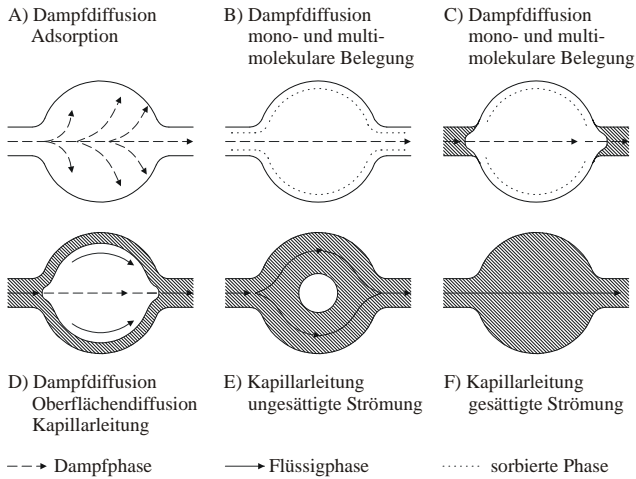 A) Dampfdiffusion
Adsorption
B) Dampfdiffusion
mono- und multi-
molekulare Belegung
C) Dampfdiffusion
mono- und multi-
molekulare Belegung
D) Dampfdiffusion
Oberflächendiffusion
Kapillarleitung
E) Kapillarleitung
ungesättigte Strömung
F) Kapillarleitung
gesättigte Strömung
Dampfphase
Flüssigphase
sorbierte Phase